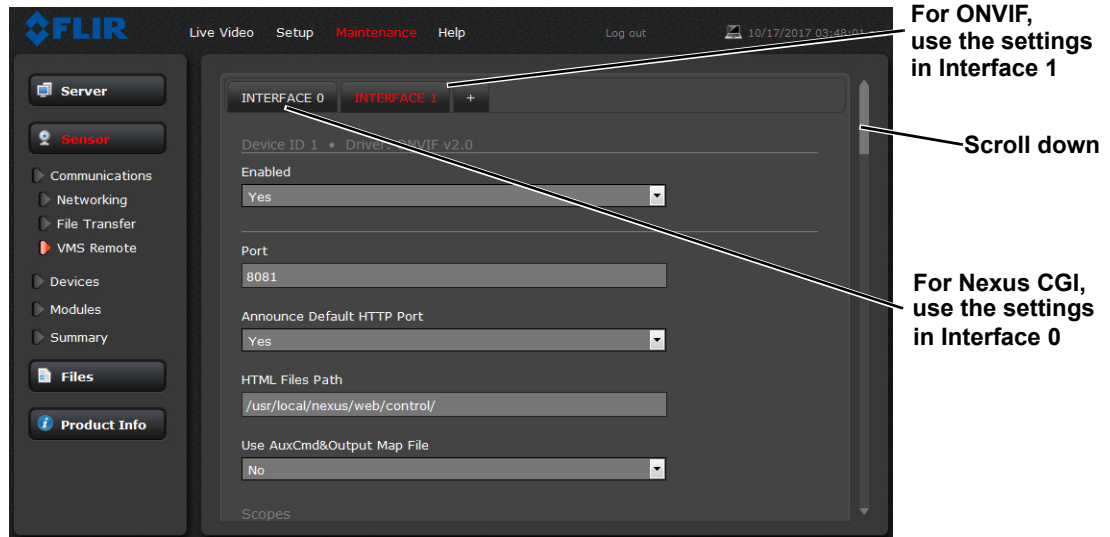 FLIR
Live Video Setup Maintenance Help Log out 10/17/2017 03:48:01
For ONVIF,
use the settings
in Interface 1
Server
Sensor
Communications
Networking
File Transfer
VMS Remote
Devices
Modules
Summary
Files
Product Info
INTERFACE 0 INTERFACE 1 +
Device ID 1 • Driver: ONVIF v2.0
Enabled
Yes
Port
8081
Announce Default HTTP Port
Yes
HTML Files Path
/usr/local/nexus/web/control/
Use AuxCmd&Output Map File
No
Scopes
Scroll down
For Nexus CGI,
use the settings
in Interface 0